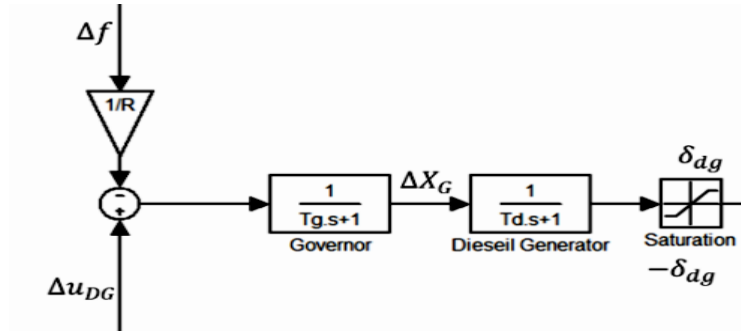 Δf
1/R
−
+
1
Tg.s+1
Governor
ΔX_G
1
Td.s+1
Dieseil Generator
δ_dg
Saturation
−δ_dg
Δu_DG